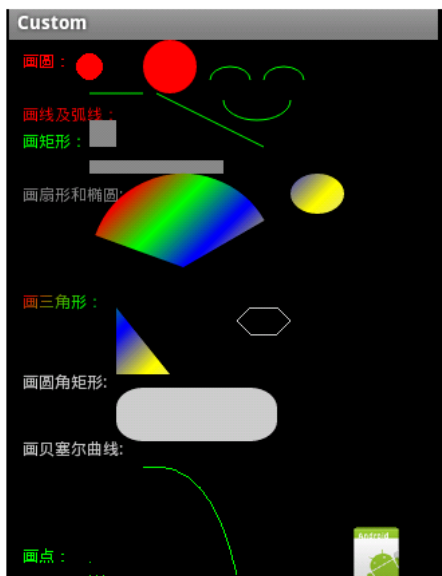 Custom
画圆：
画线及弧线：
画矩形：
画扇形和椭圆:
画三角形：
画圆角矩形:
画贝塞尔曲线:
画点：
Android